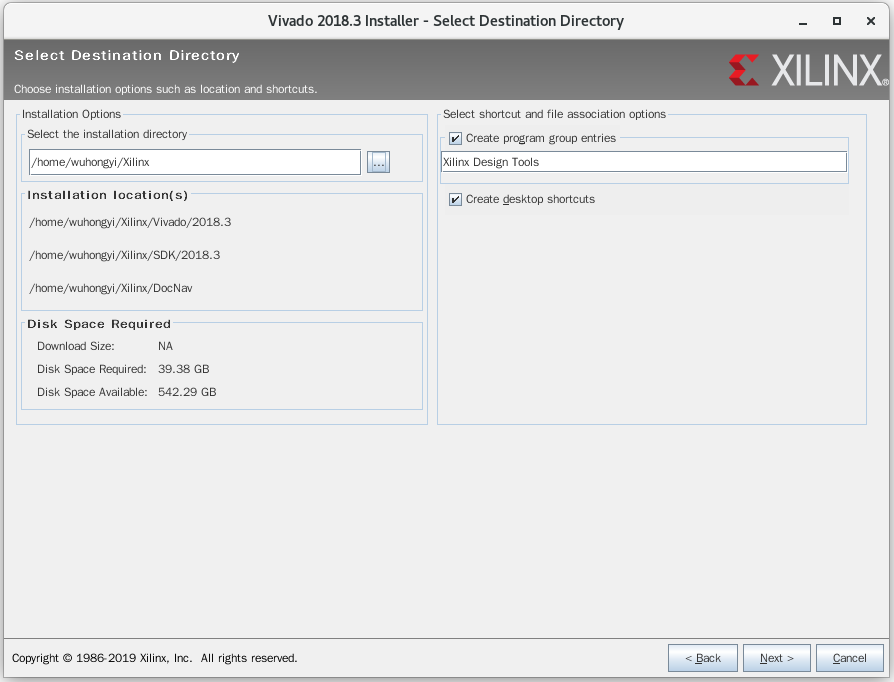 Vivado 2018.3 Installer - Select Destination Directory
Select Destination Directory
Choose installation options such as location and shortcuts.
XILINX®
Installation Options
Select the installation directory
/home/wuhongyi/Xilinx
...
Installation location(s)
/home/wuhongyi/Xilinx/Vivado/2018.3
/home/wuhongyi/Xilinx/SDK/2018.3
/home/wuhongyi/Xilinx/DocNav
Disk Space Required
Download Size: NA
Disk Space Required: 39.38 GB
Disk Space Available: 542.29 GB
Select shortcut and file association options
Create program group entries
Xilinx Design Tools
Create desktop shortcuts
Copyright © 1986-2019 Xilinx, Inc. All rights reserved.
< Back
Next >
Cancel